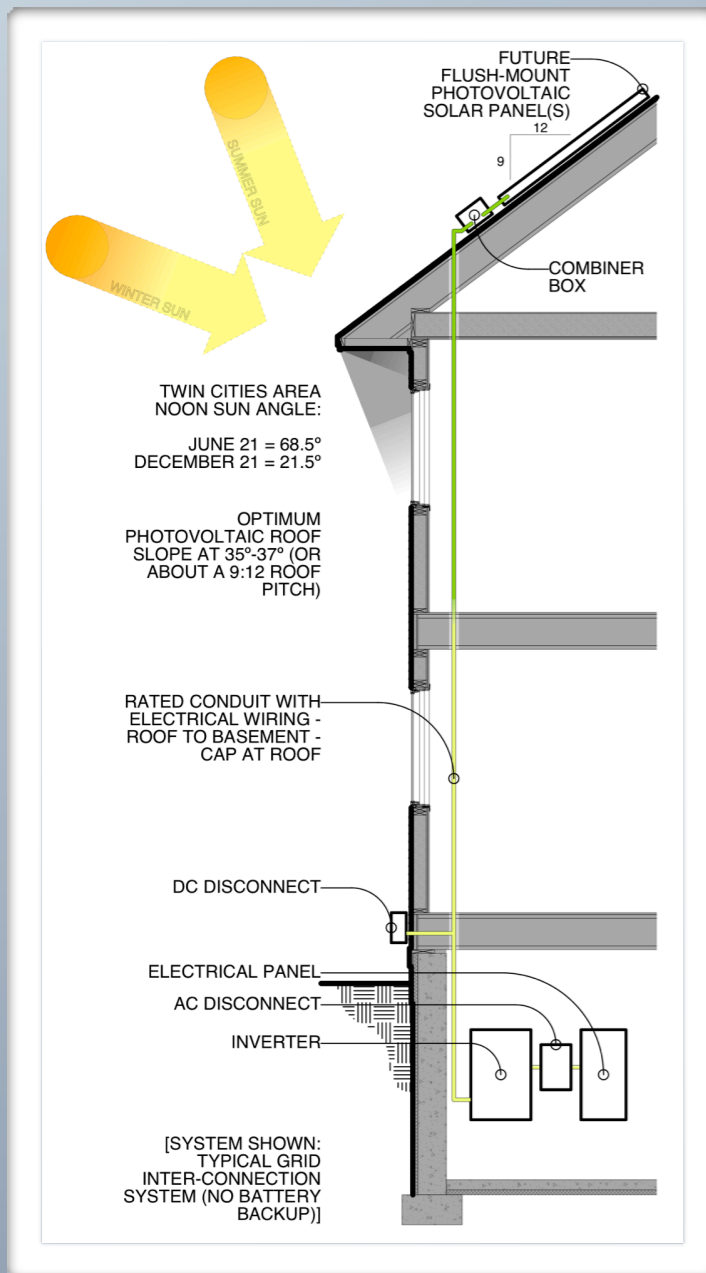 FUTURE
FLUSH-MOUNT
PHOTOVOLTAIC
SOLAR PANEL(S)
12
9
SUMMER SUN
WINTER SUN
COMBINER
BOX
TWIN CITIES AREA
NOON SUN ANGLE:
JUNE 21 = 68.5º
DECEMBER 21 = 21.5º
OPTIMUM
PHOTOVOLTAIC ROOF
SLOPE AT 35º-37º (OR
ABOUT A 9:12 ROOF
PITCH)
RATED CONDUIT WITH
ELECTRICAL WIRING -
ROOF TO BASEMENT -
CAP AT ROOF
DC DISCONNECT
ELECTRICAL PANEL
AC DISCONNECT
INVERTER
[SYSTEM SHOWN:
TYPICAL GRID
INTER-CONNECTION
SYSTEM (NO BATTERY
BACKUP)]